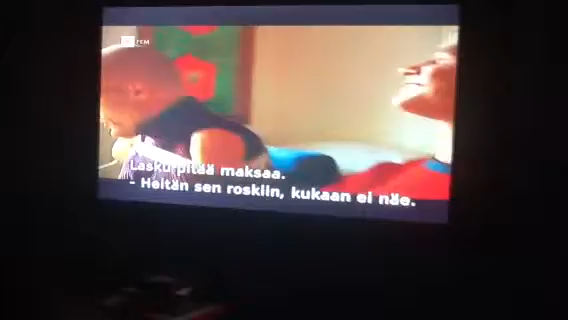 Lasku pitää maksaa.
- Heitän sen roskiin, kukaan ei näe.